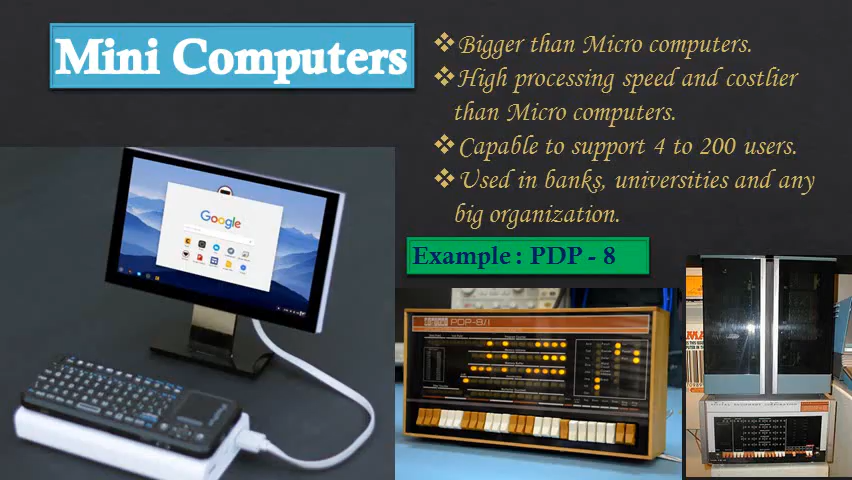 Mini Computers
❖Bigger than Micro computers.
❖High processing speed and costlier
than Micro computers.
❖Capable to support 4 to 200 users.
❖Used in banks, universities and any
big organization.
Example : PDP - 8
Google
PDP-8/I